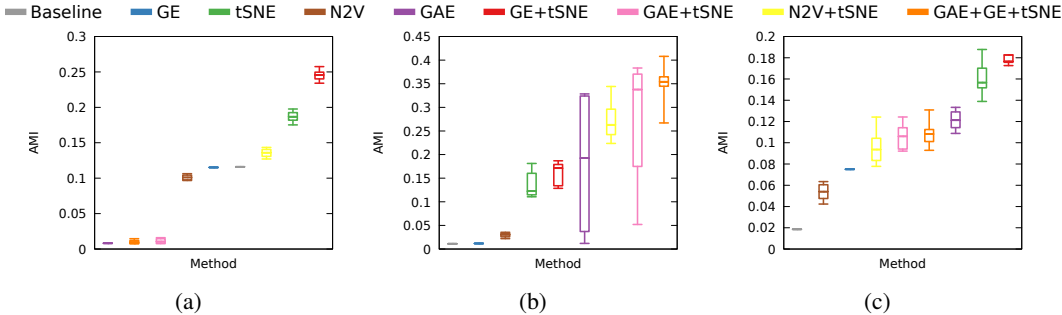 Baseline GE tSNE N2V GAE GE+tSNE GAE+tSNE N2V+tSNE GAE+GE+tSNE
0.3
0.25
0.2
0.15
0.1
0.05
0
AMI
Method
(a)
0.45
0.4
0.35
0.3
0.25
0.2
0.15
0.1
0.05
0
AMI
Method
(b)
0.2
0.18
0.16
0.14
0.12
0.1
0.08
0.06
0.04
0.02
0
AMI
Method
(c)